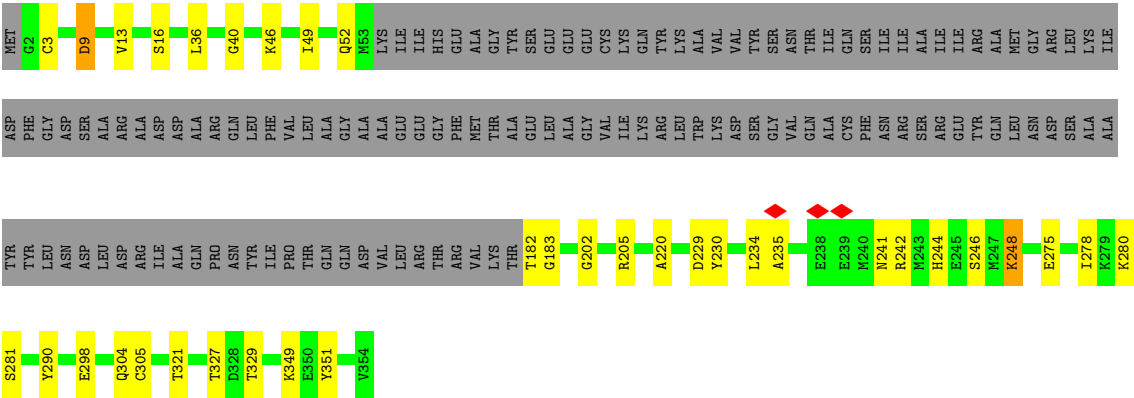 MET G2 C3 D9 V13 S16 L36 G40 K46 I49 Q52 M53 LYS ILE ILE HIS GLU ALA GLY TYR SER GLU GLU GLU CYS LYS GLN TYR LYS ALA VAL VAL TYR SER ASN THR ILE GLN SER ILE ILE ALA ILE ILE ARG ALA MET GLY ARG LEU LYS ILE
ASP PHE GLY ASP SER ALA ARG ALA ASP ASP ALA ARG GLN LEU PHE VAL LEU ALA GLY ALA ALA GLU GLU GLY PHE MET THR ALA GLU LEU ALA GLY VAL ILE LYS ARG LEU TRP LYS ASP SER GLY VAL GLN ALA CYS PHE ASN ARG SER ARG GLU TYR GLN LEU ASN ASP SER ALA ALA
TYR TYR LEU ASN ASP LEU ASP ARG ILE ALA GLN PRO ASN TYR ILE PRO THR GLN GLN ASP VAL LEU ARG THR ARG VAL LYS THR T182 G183 G202 R205 A220 D229 Y230 L234 A235 E238 E239 M240 N241 R242 M243 H244 E245 S246 M247 K248 E275 I278 K279 K280
S281 Y290 E298 Q304 C305 T321 T327 D328 T329 K349 E350 Y351 V354